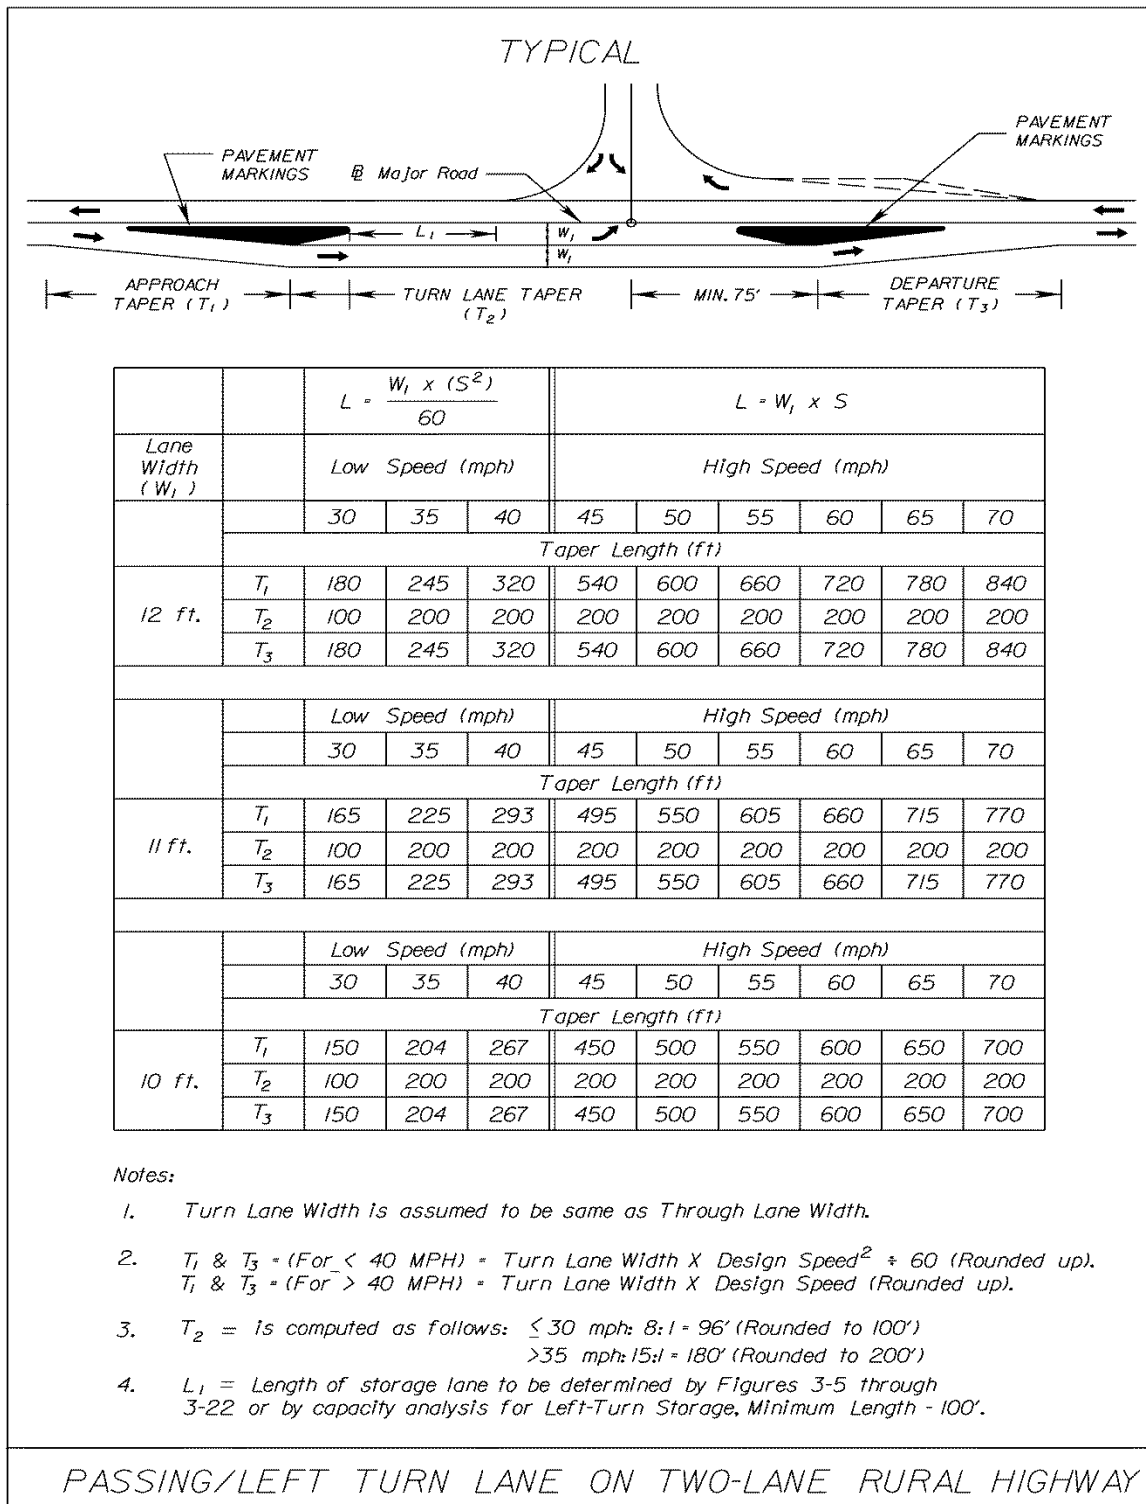 TYPICAL
PAVEMENT
MARKINGS
℄ Major Road
PAVEMENT
MARKINGS
L₁
W₁
W₁
APPROACH
TAPER (T₁)
TURN LANE TAPER
(T₂)
MIN. 75'
DEPARTURE
TAPER (T₃)
L = W₁ x (S²) / 60 L = W₁ x S
Lane
Width
(W₁)
Low Speed (mph) High Speed (mph)
30 35 40 45 50 55 60 65 70
Taper Length (ft)
12 ft.
T₁ 180 245 320 540 600 660 720 780 840
T₂ 100 200 200 200 200 200 200 200 200
T₃ 180 245 320 540 600 660 720 780 840
Low Speed (mph) High Speed (mph)
30 35 40 45 50 55 60 65 70
Taper Length (ft)
11 ft.
T₁ 165 225 293 495 550 605 660 715 770
T₂ 100 200 200 200 200 200 200 200 200
T₃ 165 225 293 495 550 605 660 715 770
Low Speed (mph) High Speed (mph)
30 35 40 45 50 55 60 65 70
Taper Length (ft)
10 ft.
T₁ 150 204 267 450 500 550 600 650 700
T₂ 100 200 200 200 200 200 200 200 200
T₃ 150 204 267 450 500 550 600 650 700
Notes:
1. Turn Lane Width is assumed to be same as Through Lane Width.
2. T₁ & T₃ = (For ≤ 40 MPH) = Turn Lane Width X Design Speed² ÷ 60 (Rounded up).
T₁ & T₃ = (For > 40 MPH) = Turn Lane Width X Design Speed (Rounded up).
3. T₂ = is computed as follows: ≤30 mph: 8:1 = 96' (Rounded to 100')
>35 mph: 15:1 = 180' (Rounded to 200')
4. L₁ = Length of storage lane to be determined by Figures 3-5 through
3-22 or by capacity analysis for Left-Turn Storage, Minimum Length - 100'.
PASSING/LEFT TURN LANE ON TWO-LANE RURAL HIGHWAY